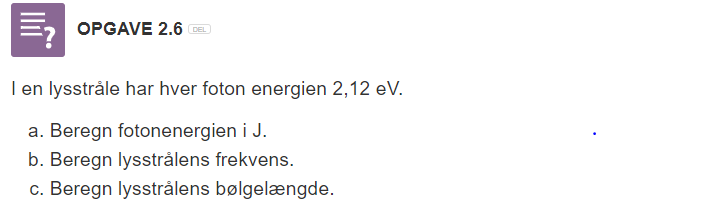 OPGAVE 2.6 DEL
I en lysstråle har hver foton energien 2,12 eV.
a. Beregn fotonenergien i J.
b. Beregn lysstrålens frekvens.
c. Beregn lysstrålens bølgelængde.